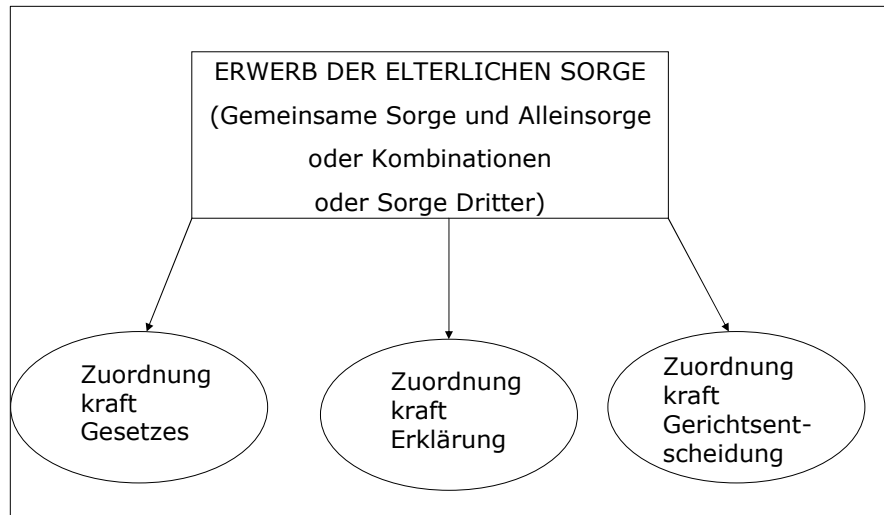 ERWERB DER ELTERLICHEN SORGE
(Gemeinsame Sorge und Alleinsorge
oder Kombinationen
oder Sorge Dritter)
Zuordnung
kraft
Gesetzes
Zuordnung
kraft
Erklärung
Zuordnung
kraft
Gerichtsent-
scheidung